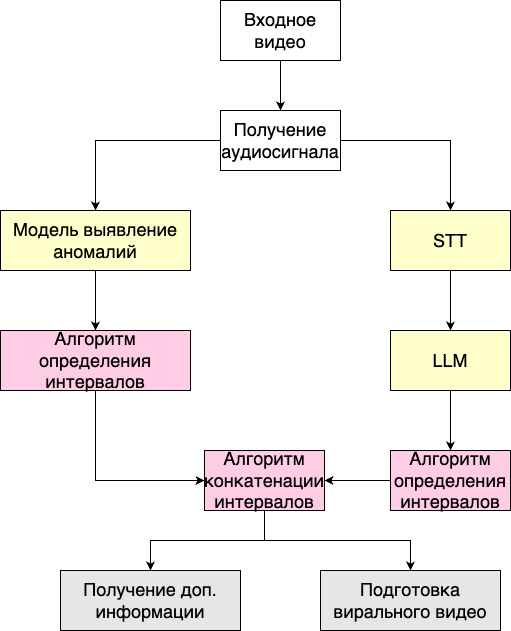 Входное
видео
Получение
аудиосигнала
Модель выявление
аномалий
STT
Алгоритм
определения
интервалов
LLM
Алгоритм
конкатенации
интервалов
Алгоритм
определения
интервалов
Получение доп.
информации
Подготовка
вирального видео